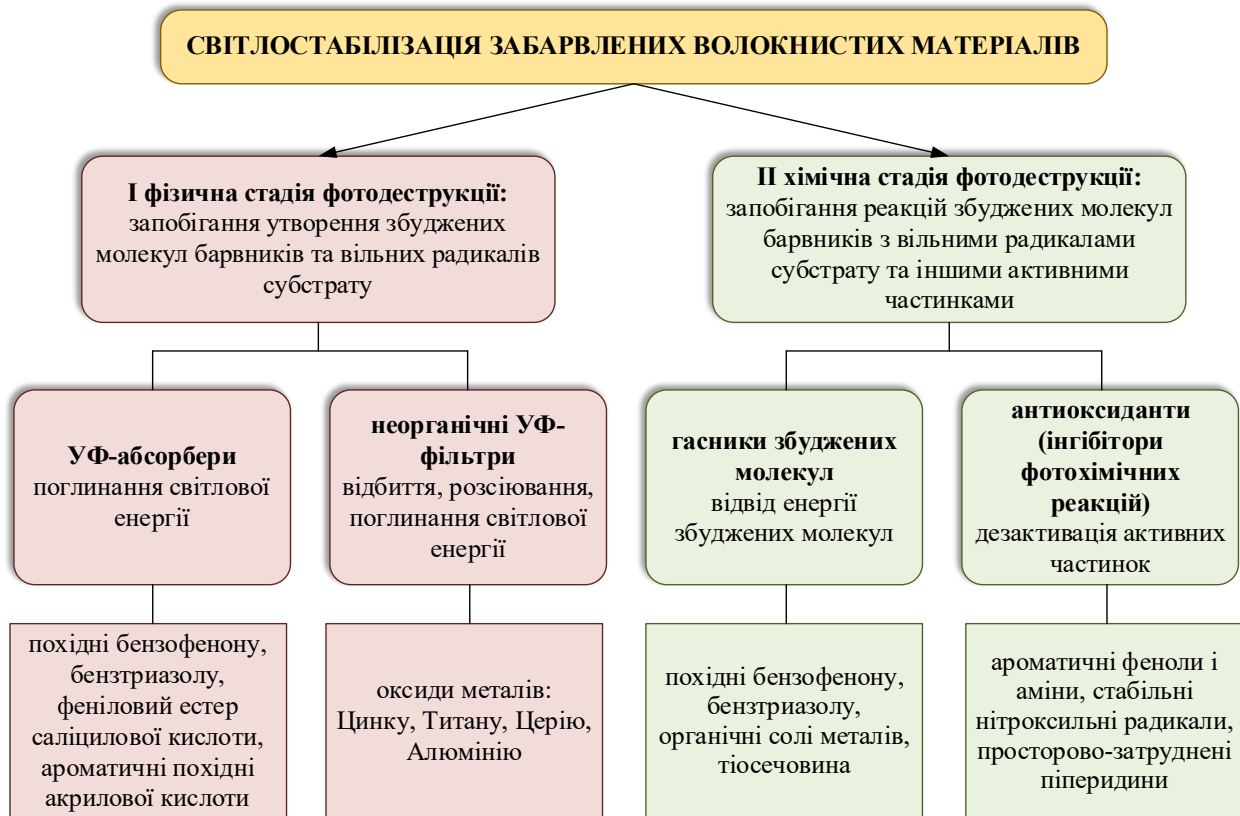 СВІТЛОСТАБІЛІЗАЦІЯ ЗАБАРВЛЕНИХ ВОЛОКНИСТИХ МАТЕРІАЛІВ
І фізична стадія фотодеструкції:
запобігання утворення збуджених
молекул барвників та вільних радикалів
субстрату
ІІ хімічна стадія фотодеструкції:
запобігання реакцій збуджених молекул
барвників з вільними радикалами
субстрату та іншими активними
частинками
УФ-абсорбери
поглинання світлової
енергії
неорганічні УФ-
фільтри
відбиття, розсіювання,
поглинання світлової
енергії
гасники збуджених
молекул
відвід енергії
збуджених молекул
антиоксиданти
(інгібітори
фотохімічних
реакцій)
дезактивація активних
частинок
похідні бензофенону,
бензтриазолу,
феніловий естер
саліцилової кислоти,
ароматичні похідні
акрилової кислоти
оксиди металів:
Цинку, Титану, Церію,
Алюмінію
похідні бензофенону,
бензтриазолу,
органічні солі металів,
тіосечовина
ароматичні феноли і
аміни, стабільні
нітроксильні радикали,
просторово-затруднені
піперидини